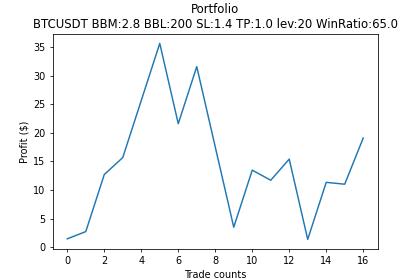 Portfolio
BTCUSDT BBM:2.8 BBL:200 SL:1.4 TP:1.0 lev:20 WinRatio:65.0
35
30
25
20
15
10
5
0
Profit ($)
0 2 4 6 8 10 12 14 16
Trade counts